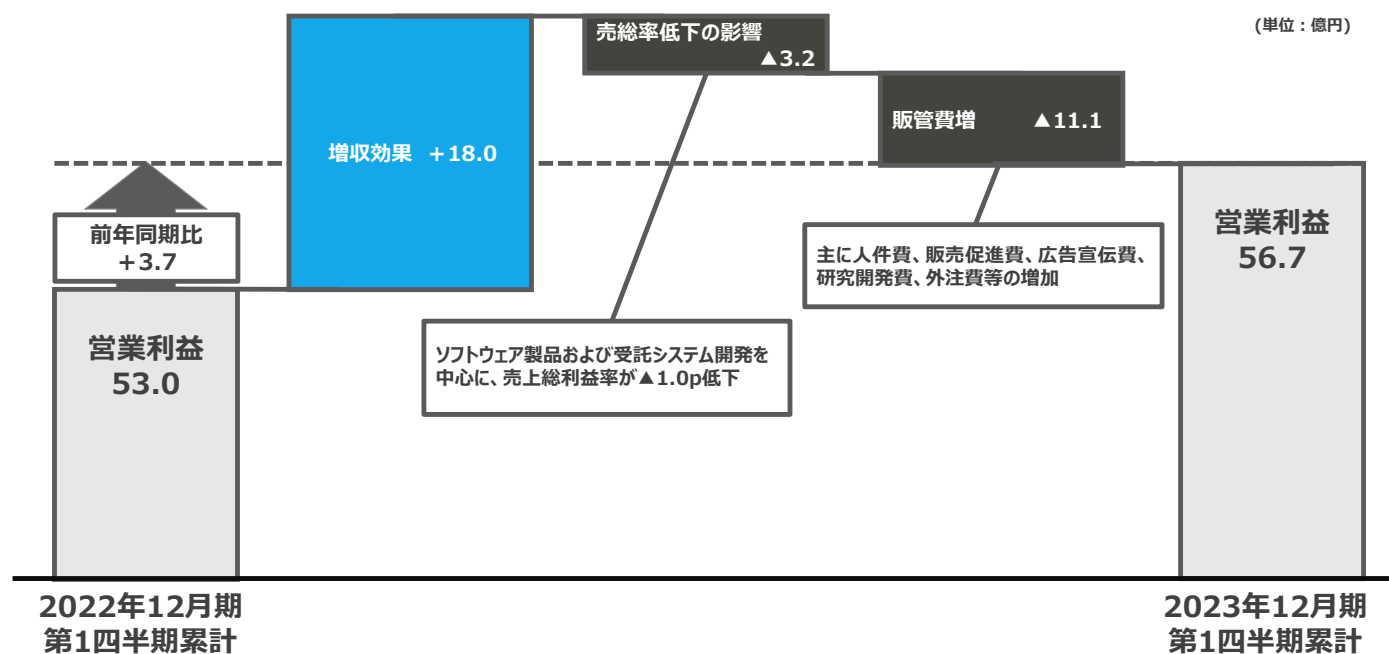 (単位：億円)
売総率低下の影響
▲3.2
販管費増 ▲11.1
増収効果 +18.0
前年同期比
+3.7
営業利益
53.0
ソフトウェア製品および受託システム開発を
中心に、売上総利益率が▲1.0p低下
主に人件費、販売促進費、広告宣伝費、
研究開発費、外注費等の増加
営業利益
56.7
2022年12月期
第1四半期累計
2023年12月期
第1四半期累計